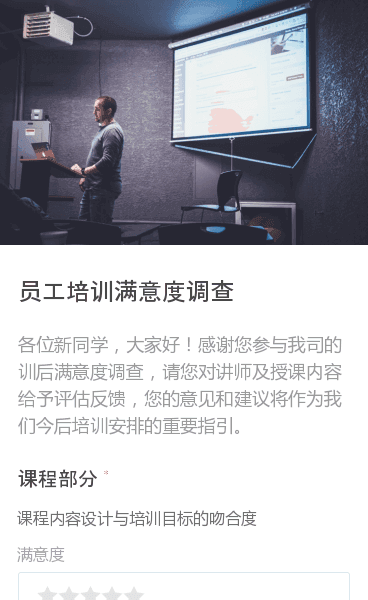 员工培训满意度调查
各位新同学，大家好！感谢您参与我司的
训后满意度调查，请您对讲师及授课内容
给予评估反馈，您的意见和建议将作为我
们今后培训安排的重要指引。
课程部分 *
课程内容设计与培训目标的吻合度
满意度